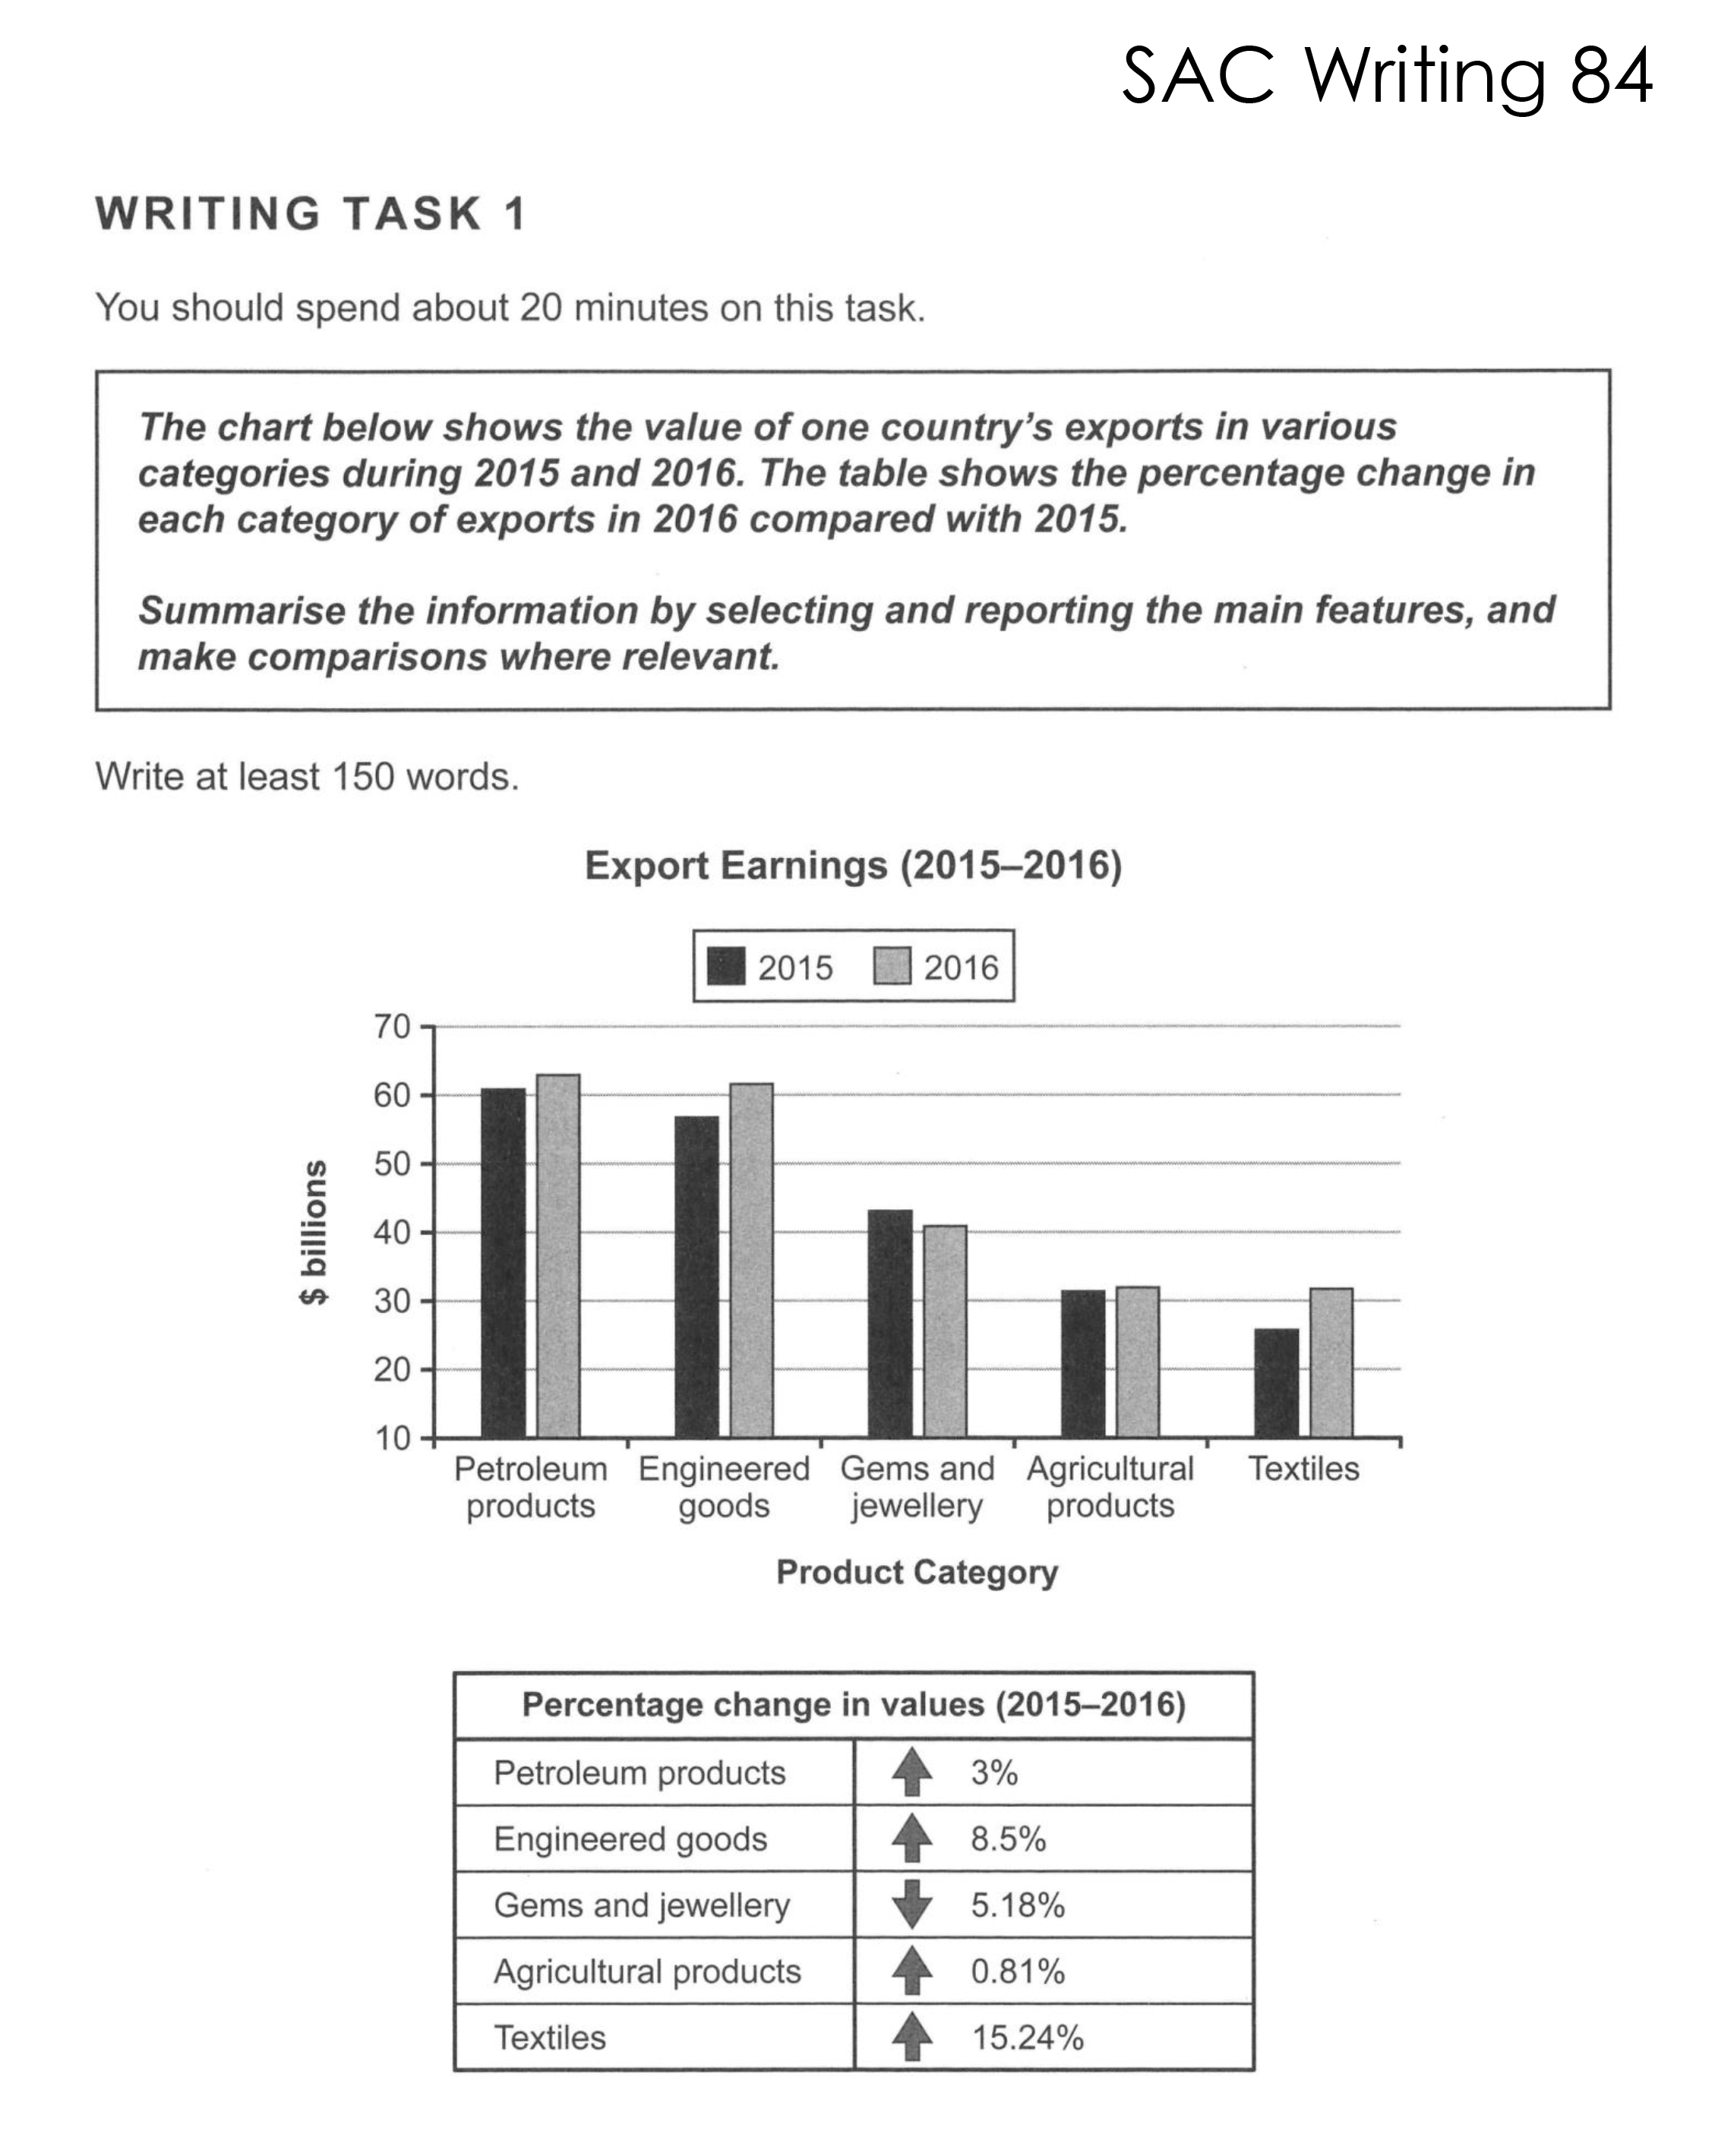 SAC Writing 84
WRITING TASK 1
You should spend about 20 minutes on this task.
The chart below shows the value of one country's exports in various
categories during 2015 and 2016. The table shows the percentage change in
each category of exports in 2016 compared with 2015.
Summarise the information by selecting and reporting the main features, and
make comparisons where relevant.
Write at least 150 words.
Export Earnings (2015–2016)
2015 2016
70
60
50
40
30
20
10
$ billions
Petroleum products
Engineered goods
Gems and jewellery
Agricultural products
Textiles
Product Category
Percentage change in values (2015–2016)
Petroleum products 3%
Engineered goods 8.5%
Gems and jewellery 5.18%
Agricultural products 0.81%
Textiles 15.24%